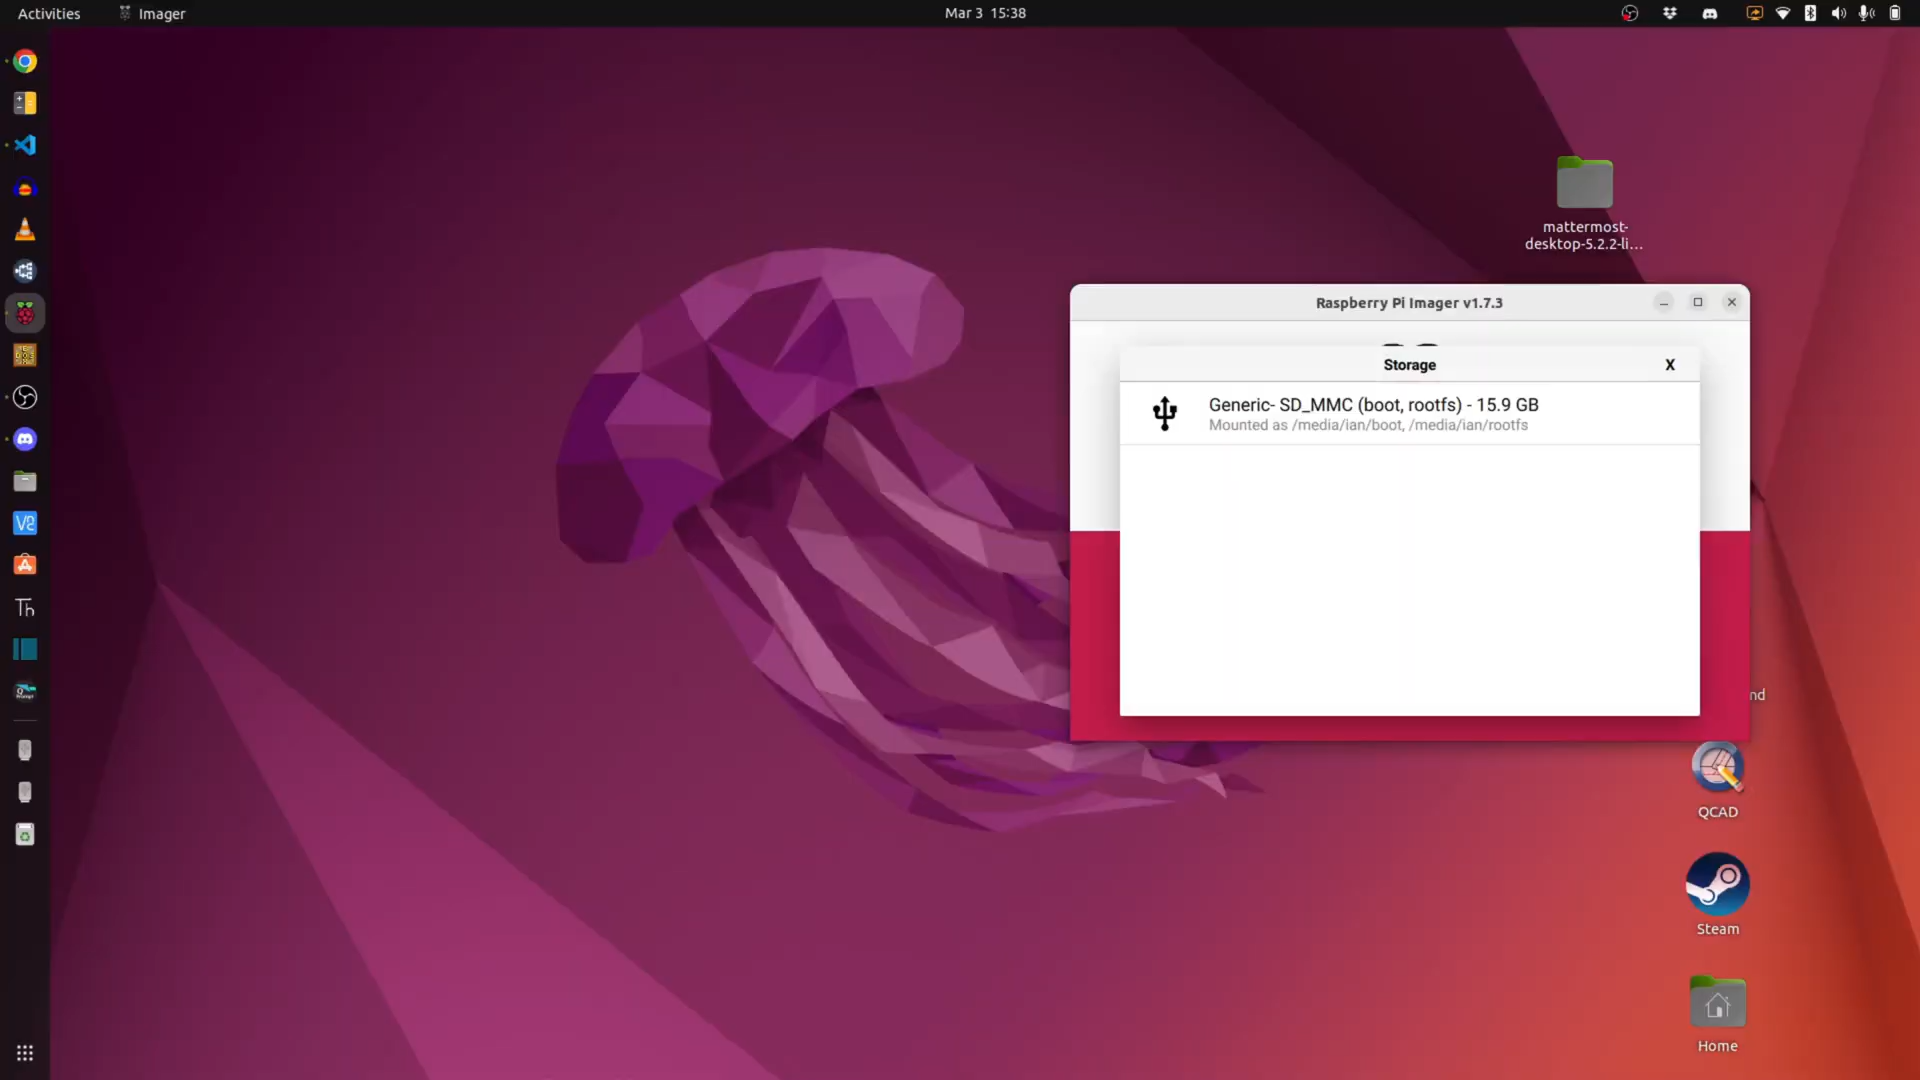 Activities
Imager
Mar 3 15:38
mattermost-
desktop-5.2.2-li...
Raspberry Pi Imager v1.7.3
Storage
X
Generic- SD_MMC (boot, rootfs) - 15.9 GB
Mounted as /media/ian/boot, /media/ian/rootfs
nd
QCAD
Steam
Home
Th
V2